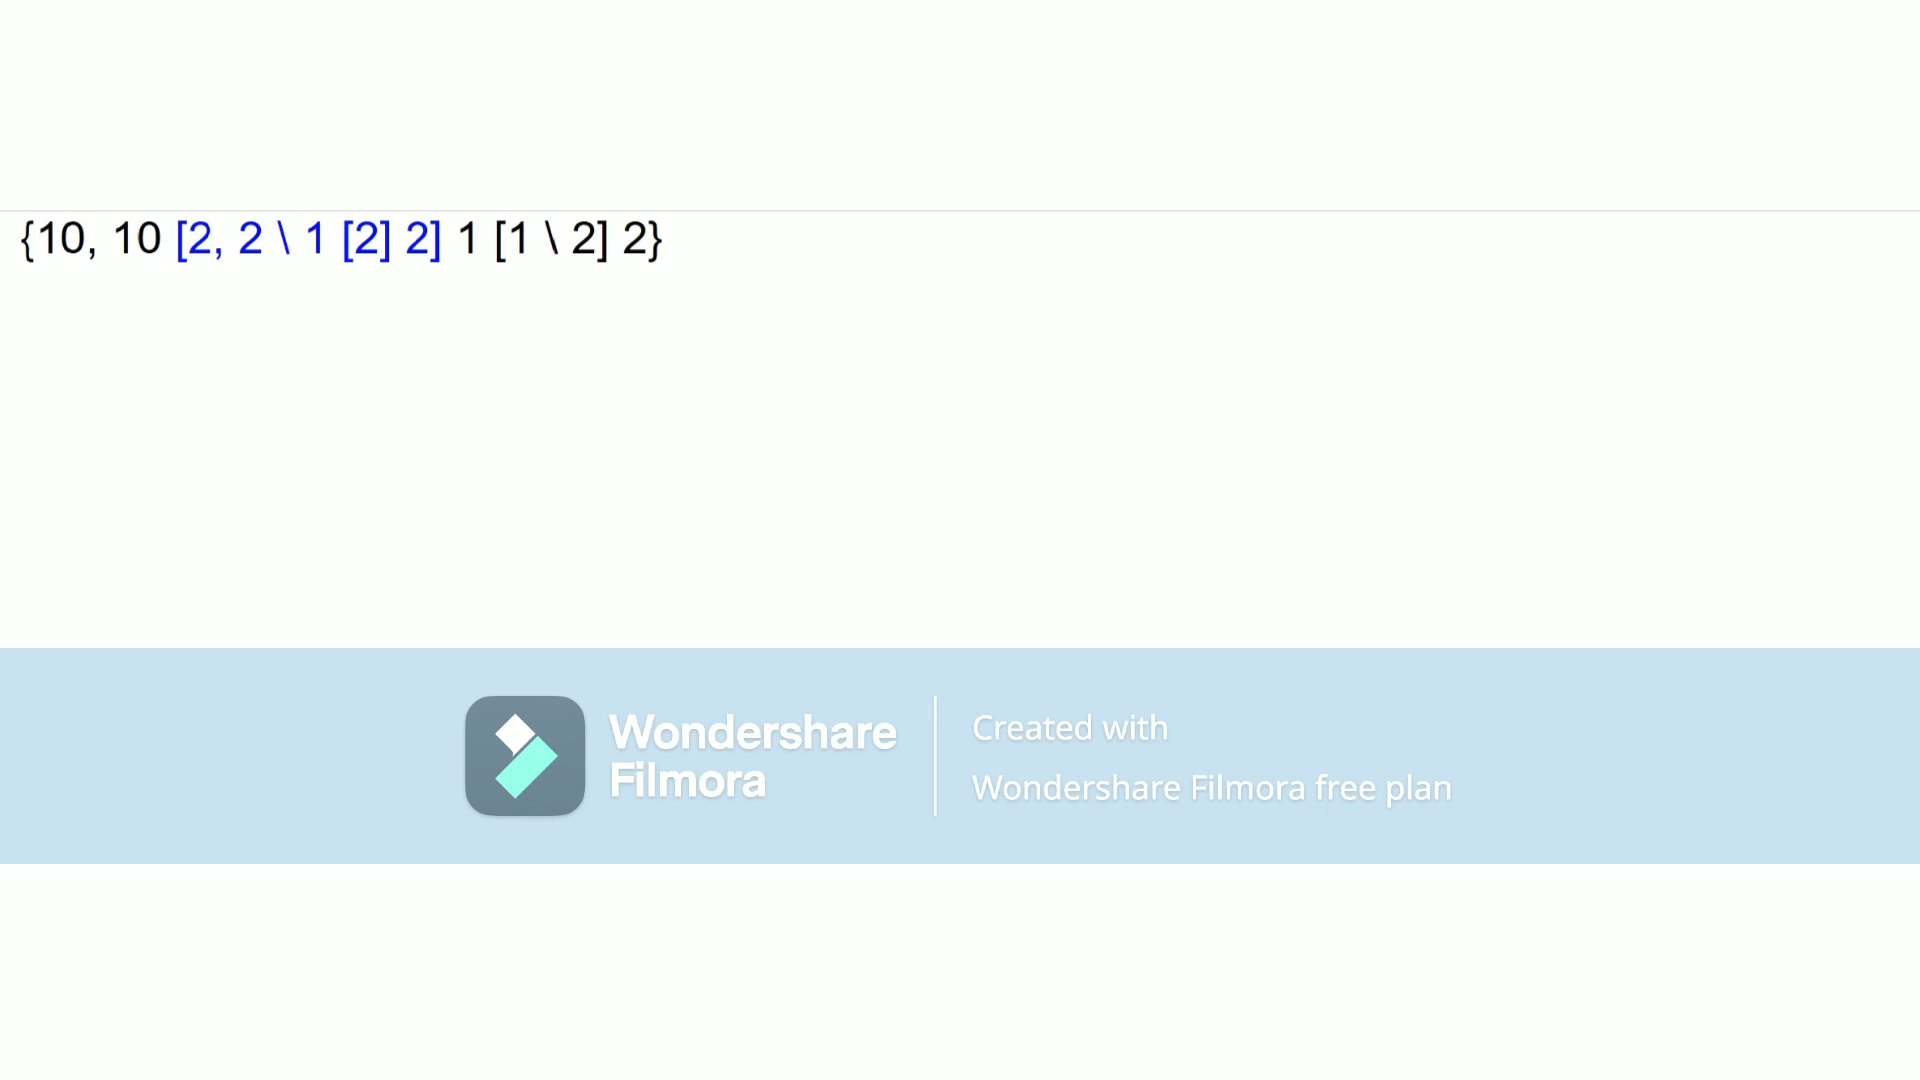 {10, 10 [2, 2 \ 1 [2] 2] 1 [1 \ 2] 2}
Wondershare
Filmora
Created with
Wondershare Filmora free plan